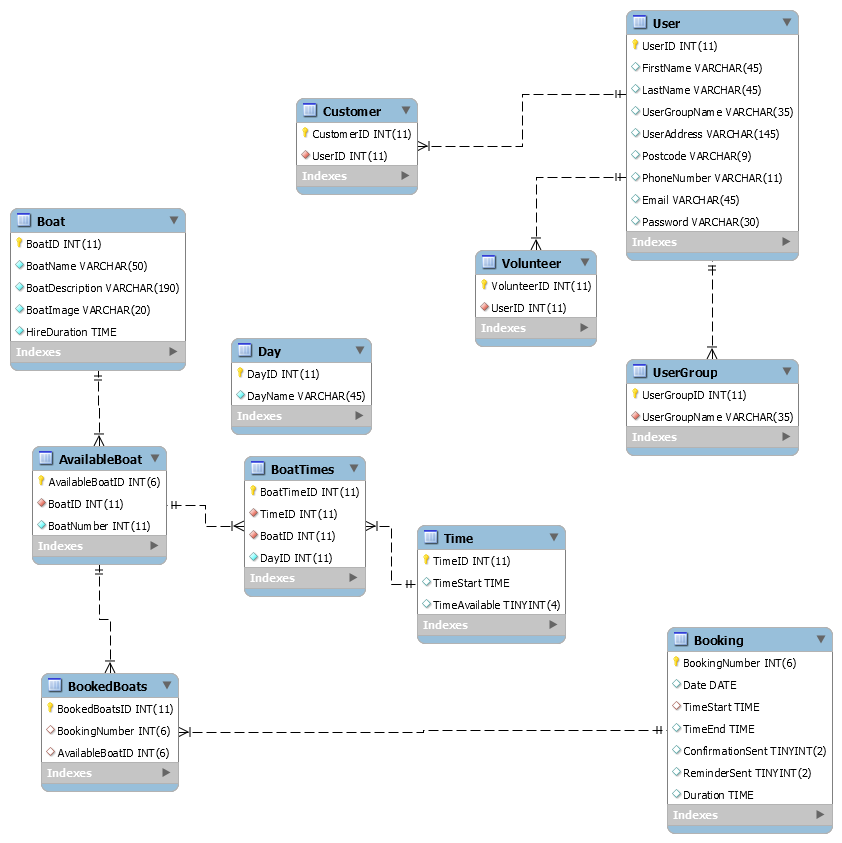 User
UserID INT(11)
FirstName VARCHAR(45)
LastName VARCHAR(45)
UserGroupName VARCHAR(35)
UserAddress VARCHAR(145)
Postcode VARCHAR(9)
PhoneNumber VARCHAR(11)
Email VARCHAR(45)
Password VARCHAR(30)
Indexes
Customer
CustomerID INT(11)
UserID INT(11)
Indexes
Boat
BoatID INT(11)
BoatName VARCHAR(50)
BoatDescription VARCHAR(190)
BoatImage VARCHAR(20)
HireDuration TIME
Indexes
Volunteer
VolunteerID INT(11)
UserID INT(11)
Indexes
Day
DayID INT(11)
DayName VARCHAR(45)
Indexes
UserGroup
UserGroupID INT(11)
UserGroupName VARCHAR(35)
Indexes
AvailableBoat
AvailableBoatID INT(6)
BoatID INT(11)
BoatNumber INT(11)
Indexes
BoatTimes
BoatTimeID INT(11)
TimeID INT(11)
BoatID INT(11)
DayID INT(11)
Indexes
Time
TimeID INT(11)
TimeStart TIME
TimeAvailable TINYINT(4)
Indexes
Booking
BookingNumber INT(6)
Date DATE
TimeStart TIME
TimeEnd TIME
ConfirmationSent TINYINT(2)
ReminderSent TINYINT(2)
Duration TIME
Indexes
BookedBoats
BookedBoatsID INT(11)
BookingNumber INT(6)
AvailableBoatID INT(6)
Indexes